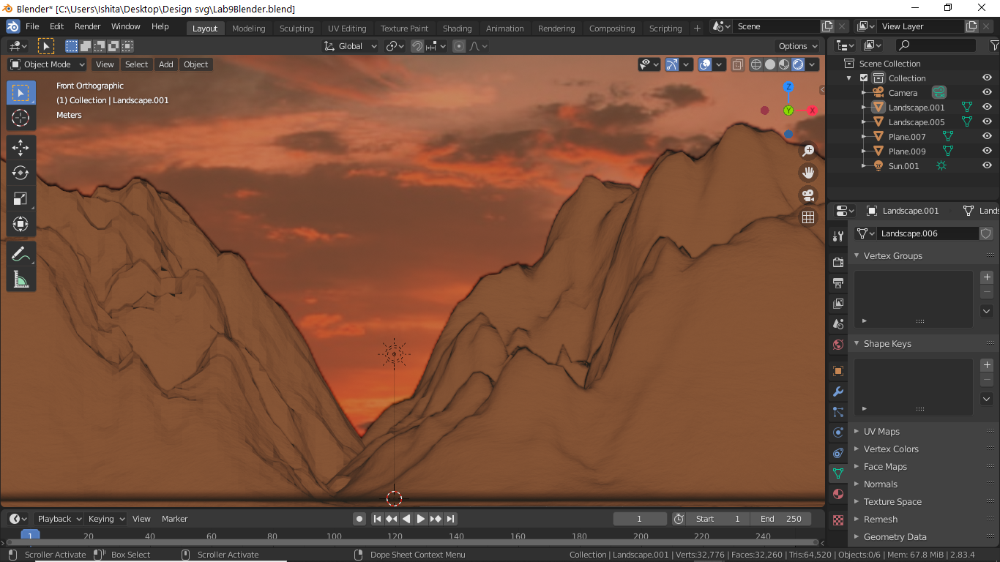 Blender* [C:\Users\Ishita\Desktop\Design svg\Lab9Blender.blend]
File Edit Render Window Help Layout Modeling Sculpting UV Editing Texture Paint Shading Animation Rendering Compositing Scripting + Scene View Layer
Global Options
Object Mode View Select Add Object
Front Orthographic
(1) Collection | Landscape.001
Meters
Z
Y
X
Scene Collection
Collection
Camera
Landscape.001
Landscape.005
Plane.007
Plane.009
Sun.001
Landscape.001 Lands
Landscape.006
Vertex Groups
Shape Keys
UV Maps
Vertex Colors
Face Maps
Normals
Texture Space
Remesh
Geometry Data
Playback Keying View Marker 1 Start 1 End 250
1 20 40 60 80 100 120 140 160 180 200 220 240
Scroller Activate Box Select Scroller Activate Dope Sheet Context Menu Collection | Landscape.001 | Verts:32,776 | Faces:32,260 | Tris:64,520 | Objects:0/6 | Mem: 67.8 MiB | 2.83.4